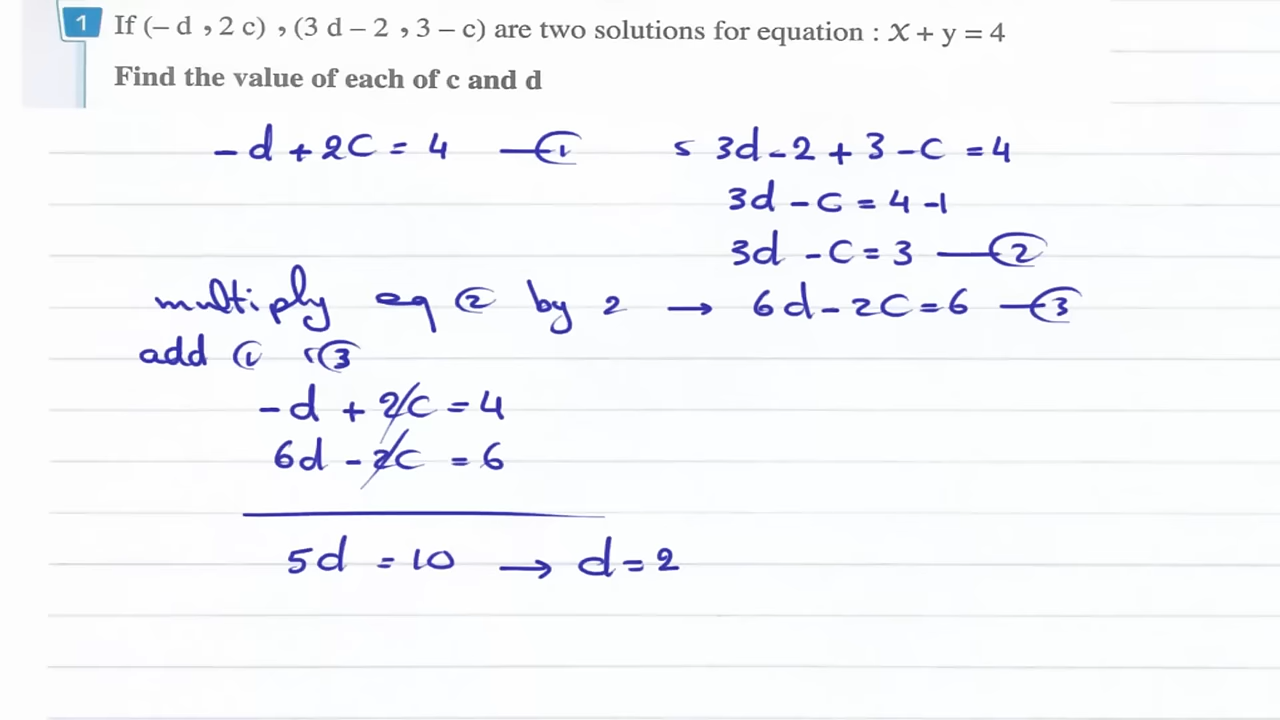 1 If (– d , 2 c) , (3 d – 2 , 3 – c) are two solutions for equation : x + y = 4
Find the value of each of c and d
-d + 2C = 4 —①
, 3d - 2 + 3 - C = 4
3d - C = 4 - 1
3d - C = 3 —②
multiply eq ② by 2 → 6d - 2C = 6 —③
add ① , ③
-d + 2C = 4
6d - 2C = 6
5d = 10 → d = 2